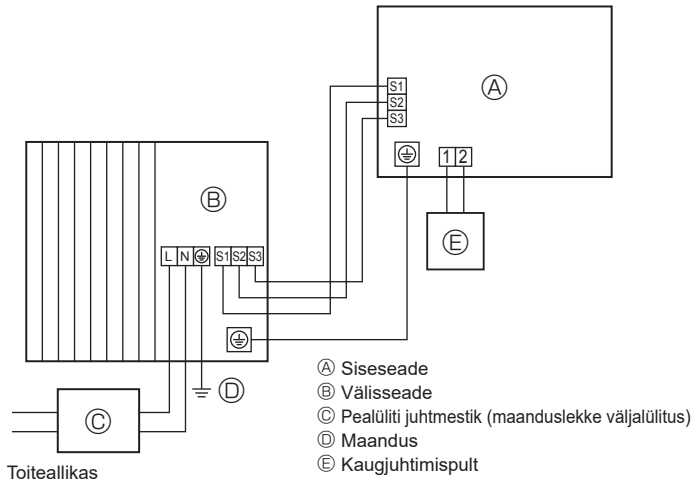 Ⓐ
S1
S2
S3
1 2
Ⓔ
Ⓑ
L N S1 S2 S3
Ⓓ
Ⓒ
Toiteallikas
Ⓐ Siseseade
Ⓑ Välisseade
Ⓒ Pealüliti juhtmestik (maanduslekke väljalülitus)
Ⓓ Maandus
Ⓔ Kaugjuhtimispult